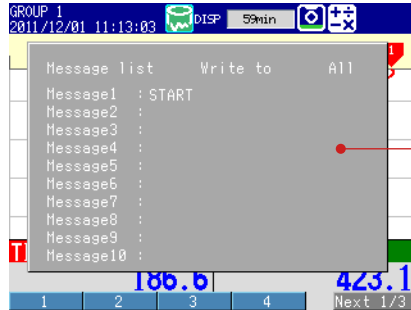 GROUP 1
2011/12/01 11:13:03 DISP 59min
1
Message list Write to All
Message1 : START
Message2 :
Message3 :
Message4 :
Message5 :
Message6 :
Message7 :
Message8 :
Message9 :
Message10 :
186.6 423.1
1 2 3 4 Next 1/3